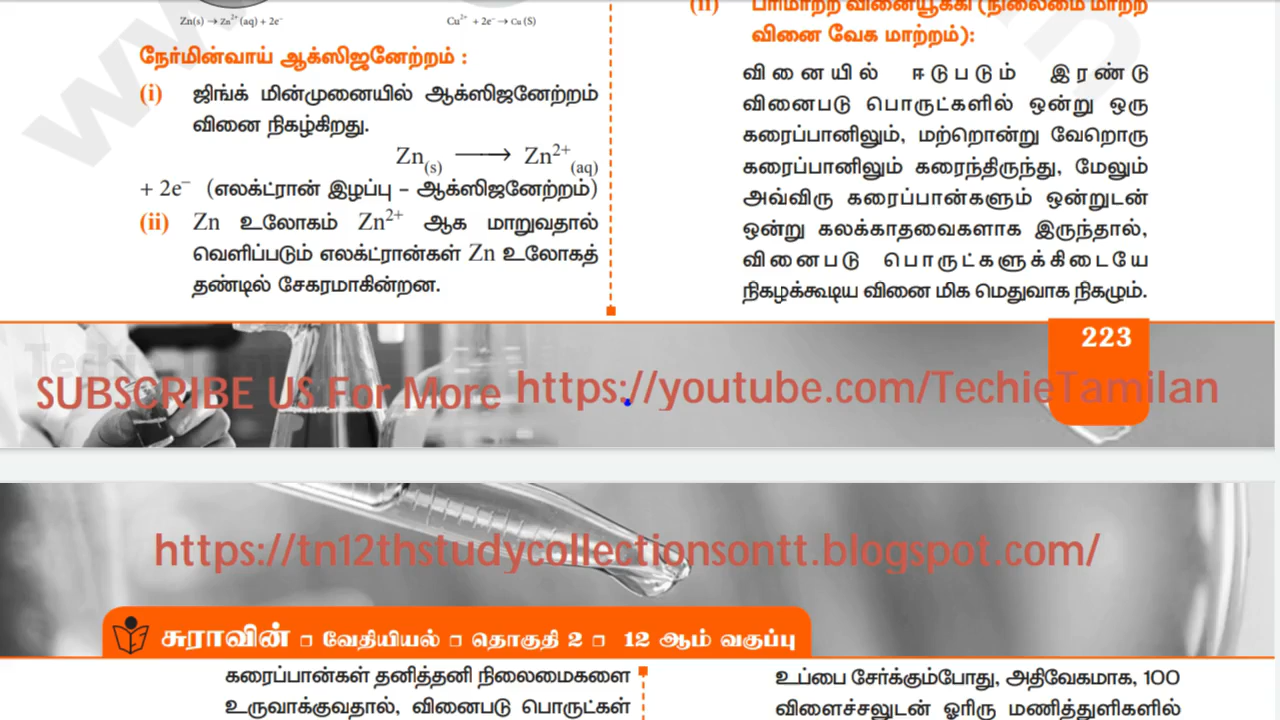 Zn(s) → Zn²⁺(aq) + 2e⁻
Cu²⁺ + 2e⁻ → Cu (S)
நேர்மின்வாய் ஆக்ஸிஜனேற்றம் :
(i) ஜிங்க் மின்முனையில் ஆக்ஸிஜனேற்றம்
வினை நிகழ்கிறது.
Zn(s) ⟶ Zn²⁺(aq)
+ 2e⁻ (எலக்ட்ரான் இழப்பு – ஆக்ஸிஜனேற்றம்)
(ii) Zn உலோகம் Zn²⁺ ஆக மாறுவதால்
வெளிப்படும் எலக்ட்ரான்கள் Zn உலோகத்
தண்டில் சேகரமாகின்றன.
(ii) பரிமாற்ற வினையூக்கி (நிலைமை மாற்ற
வினை வேக மாற்றம்):
வினையில் ஈடுபடும் இரண்டு
வினைபடு பொருட்களில் ஒன்று ஒரு
கரைப்பானிலும், மற்றொன்று வேறொரு
கரைப்பானிலும் கரைந்திருந்து, மேலும்
அவ்விரு கரைப்பான்களும் ஒன்றுடன்
ஒன்று கலக்காதவைகளாக இருந்தால்,
வினைபடு பொருட்களுக்கிடையே
நிகழக்கூடிய வினை மிக மெதுவாக நிகழும்.
223
SUBSCRIBE US For More https://youtube.com/TechieTamilan
https://tn12thstudycollectionsontt.blogspot.com/
சுராவின் □ வேதியியல் □ தொகுதி 2 □ 12 ஆம் வகுப்பு
கரைப்பான்கள் தனித்தனி நிலைமைகளை
உருவாக்குவதால், வினைபடு பொருட்கள்
உப்பை சேர்க்கும்போது, அதிவேகமாக, 100
விளைச்சலுடன் ஓரிரு மணித்துளிகளில்